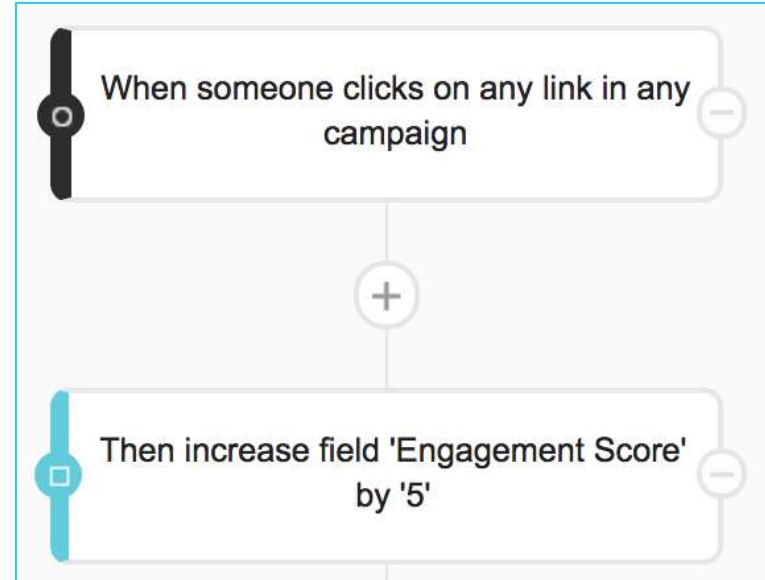 When someone clicks on any link in any
campaign
Then increase field 'Engagement Score'
by '5'